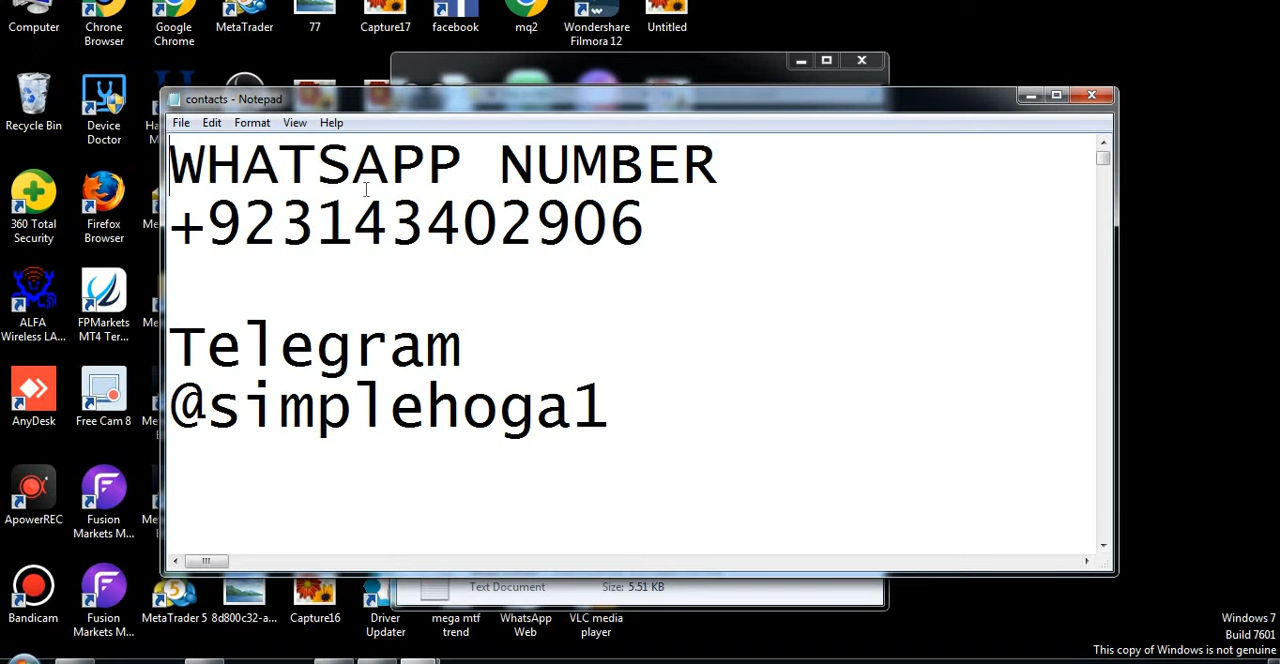 Computer
Chrome Browser
Google Chrome
MetaTrader
77
Capture17
facebook
mq2
Wondershare Filmora 12
Untitled
Recycle Bin
Device Doctor
contacts - Notepad
File Edit Format View Help
WHATSAPP NUMBER
+923143402906
Telegram
@simplehoga1
360 Total Security
Firefox Browser
ALFA Wireless LA...
FPMarkets MT4 Ter...
AnyDesk
Free Cam 8
ApowerREC
Fusion Markets M...
Text Document Size: 5.51 KB
Bandicam
Fusion Markets M...
MetaTrader 5
8d800c32-a...
Capture16
Driver Updater
mega mtf trend
WhatsApp Web
VLC media player
Windows 7
Build 7601
This copy of Windows is not genuine